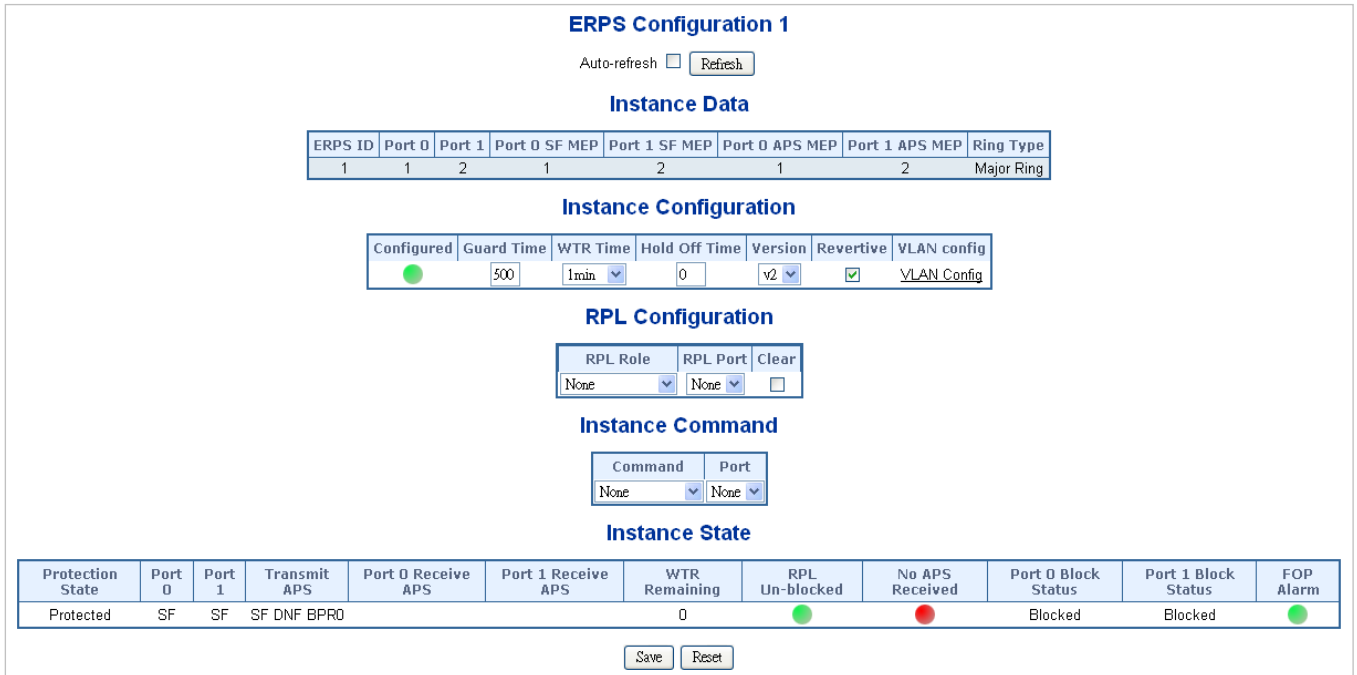 ERPS Configuration 1
Auto-refresh Refresh
Instance Data
ERPS ID Port 0 Port 1 Port 0 SF MEP Port 1 SF MEP Port 0 APS MEP Port 1 APS MEP Ring Type
1 1 2 1 2 1 2 Major Ring
Instance Configuration
Configured Guard Time WTR Time Hold Off Time Version Revertive VLAN config
500 1min 0 v2 VLAN Config
RPL Configuration
RPL Role RPL Port Clear
None None
Instance Command
Command Port
None None
Instance State
Protection State Port 0 Port 1 Transmit APS Port 0 Receive APS Port 1 Receive APS WTR Remaining RPL Un-blocked No APS Received Port 0 Block Status Port 1 Block Status FOP Alarm
Protected SF SF SF DNF BPR0 0 Blocked Blocked
Save Reset